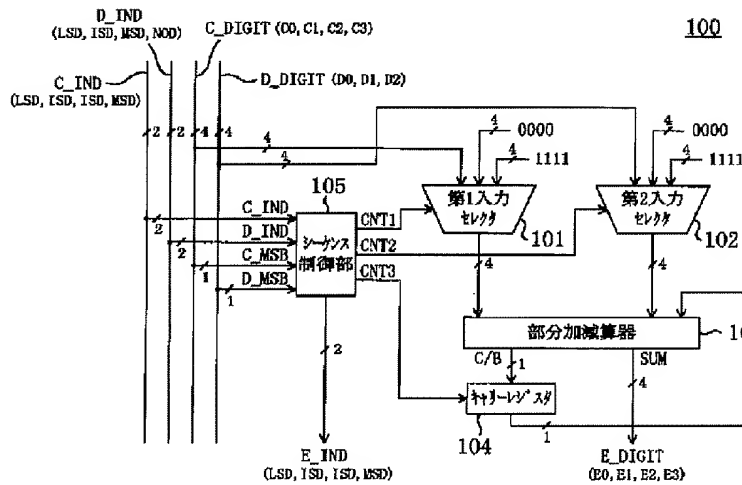 100
D_IND
(LSD, ISD, MSD, NOD)
C_DIGIT (C0, C1, C2, C3)
C_IND
(LSD, ISD, ISD, MSD)
D_DIGIT (D0, D1, D2)
2
2
4
4
4
4
4
0000
4
1111
4
0000
4
1111
105
C_IND
2
D_IND
2
C_MSB
1
D_MSB
1
シーケンス
制御部
CNT1
CNT2
CNT3
第1入力
セレクタ
101
第2入力
セレクタ
102
4
4
部分加減算器
C/B
1
SUM
キャリーレジスタ
104
1
2
4
E_IND
(LSD, ISD, ISD, MSD)
E_DIGIT
(E0, E1, E2, E3)